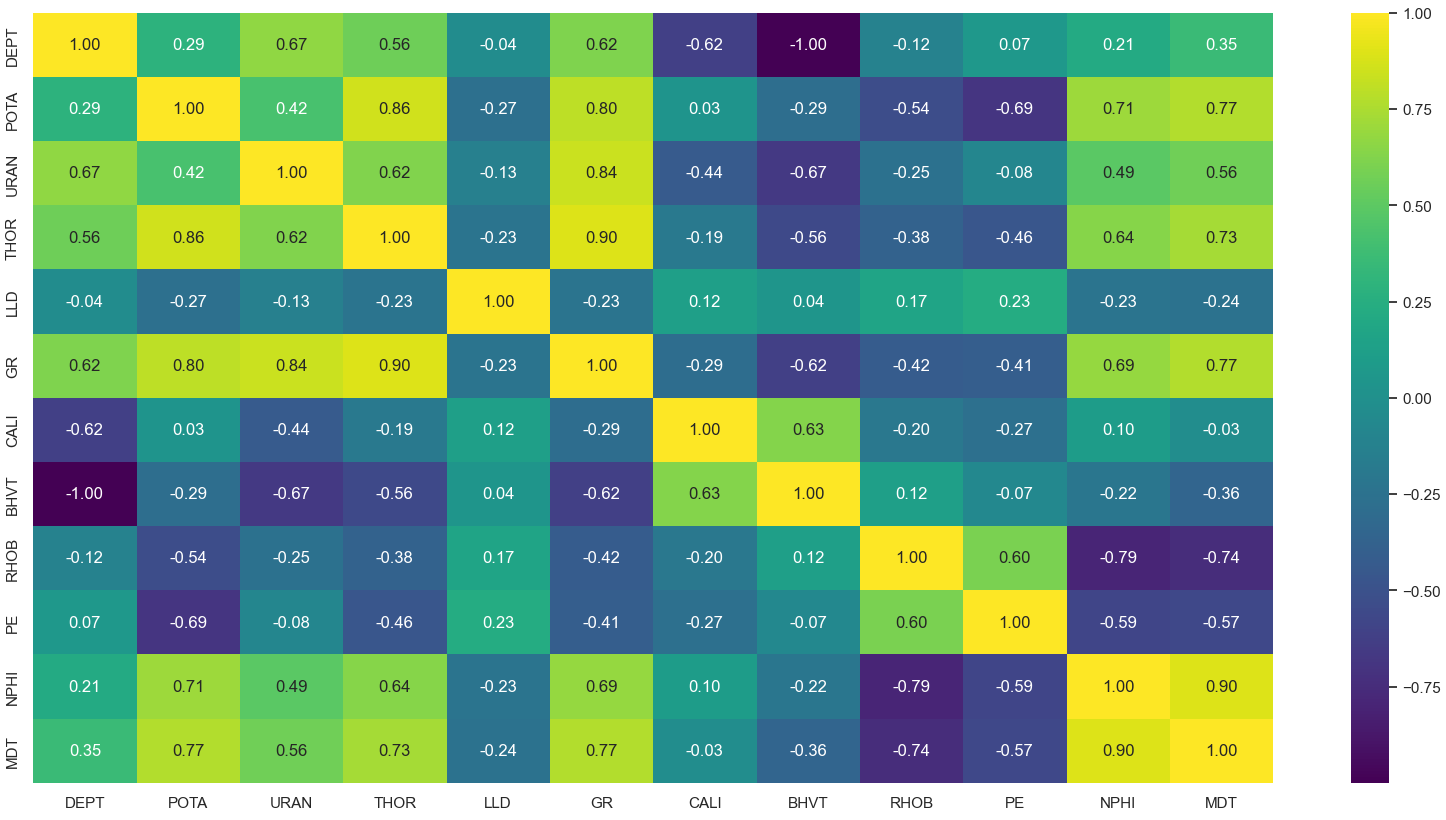 DEPT 1.00 0.29 0.67 0.56 -0.04 0.62 -0.62 -1.00 -0.12 0.07 0.21 0.35
POTA 0.29 1.00 0.42 0.86 -0.27 0.80 0.03 -0.29 -0.54 -0.69 0.71 0.77
URAN 0.67 0.42 1.00 0.62 -0.13 0.84 -0.44 -0.67 -0.25 -0.08 0.49 0.56
THOR 0.56 0.86 0.62 1.00 -0.23 0.90 -0.19 -0.56 -0.38 -0.46 0.64 0.73
LLD -0.04 -0.27 -0.13 -0.23 1.00 -0.23 0.12 0.04 0.17 0.23 -0.23 -0.24
GR 0.62 0.80 0.84 0.90 -0.23 1.00 -0.29 -0.62 -0.42 -0.41 0.69 0.77
CALI -0.62 0.03 -0.44 -0.19 0.12 -0.29 1.00 0.63 -0.20 -0.27 0.10 -0.03
BHVT -1.00 -0.29 -0.67 -0.56 0.04 -0.62 0.63 1.00 0.12 -0.07 -0.22 -0.36
RHOB -0.12 -0.54 -0.25 -0.38 0.17 -0.42 -0.20 0.12 1.00 0.60 -0.79 -0.74
PE 0.07 -0.69 -0.08 -0.46 0.23 -0.41 -0.27 -0.07 0.60 1.00 -0.59 -0.57
NPHI 0.21 0.71 0.49 0.64 -0.23 0.69 0.10 -0.22 -0.79 -0.59 1.00 0.90
MDT 0.35 0.77 0.56 0.73 -0.24 0.77 -0.03 -0.36 -0.74 -0.57 0.90 1.00
DEPT POTA URAN THOR LLD GR CALI BHVT RHOB PE NPHI MDT
1.00
0.75
0.50
0.25
0.00
−0.25
−0.50
−0.75